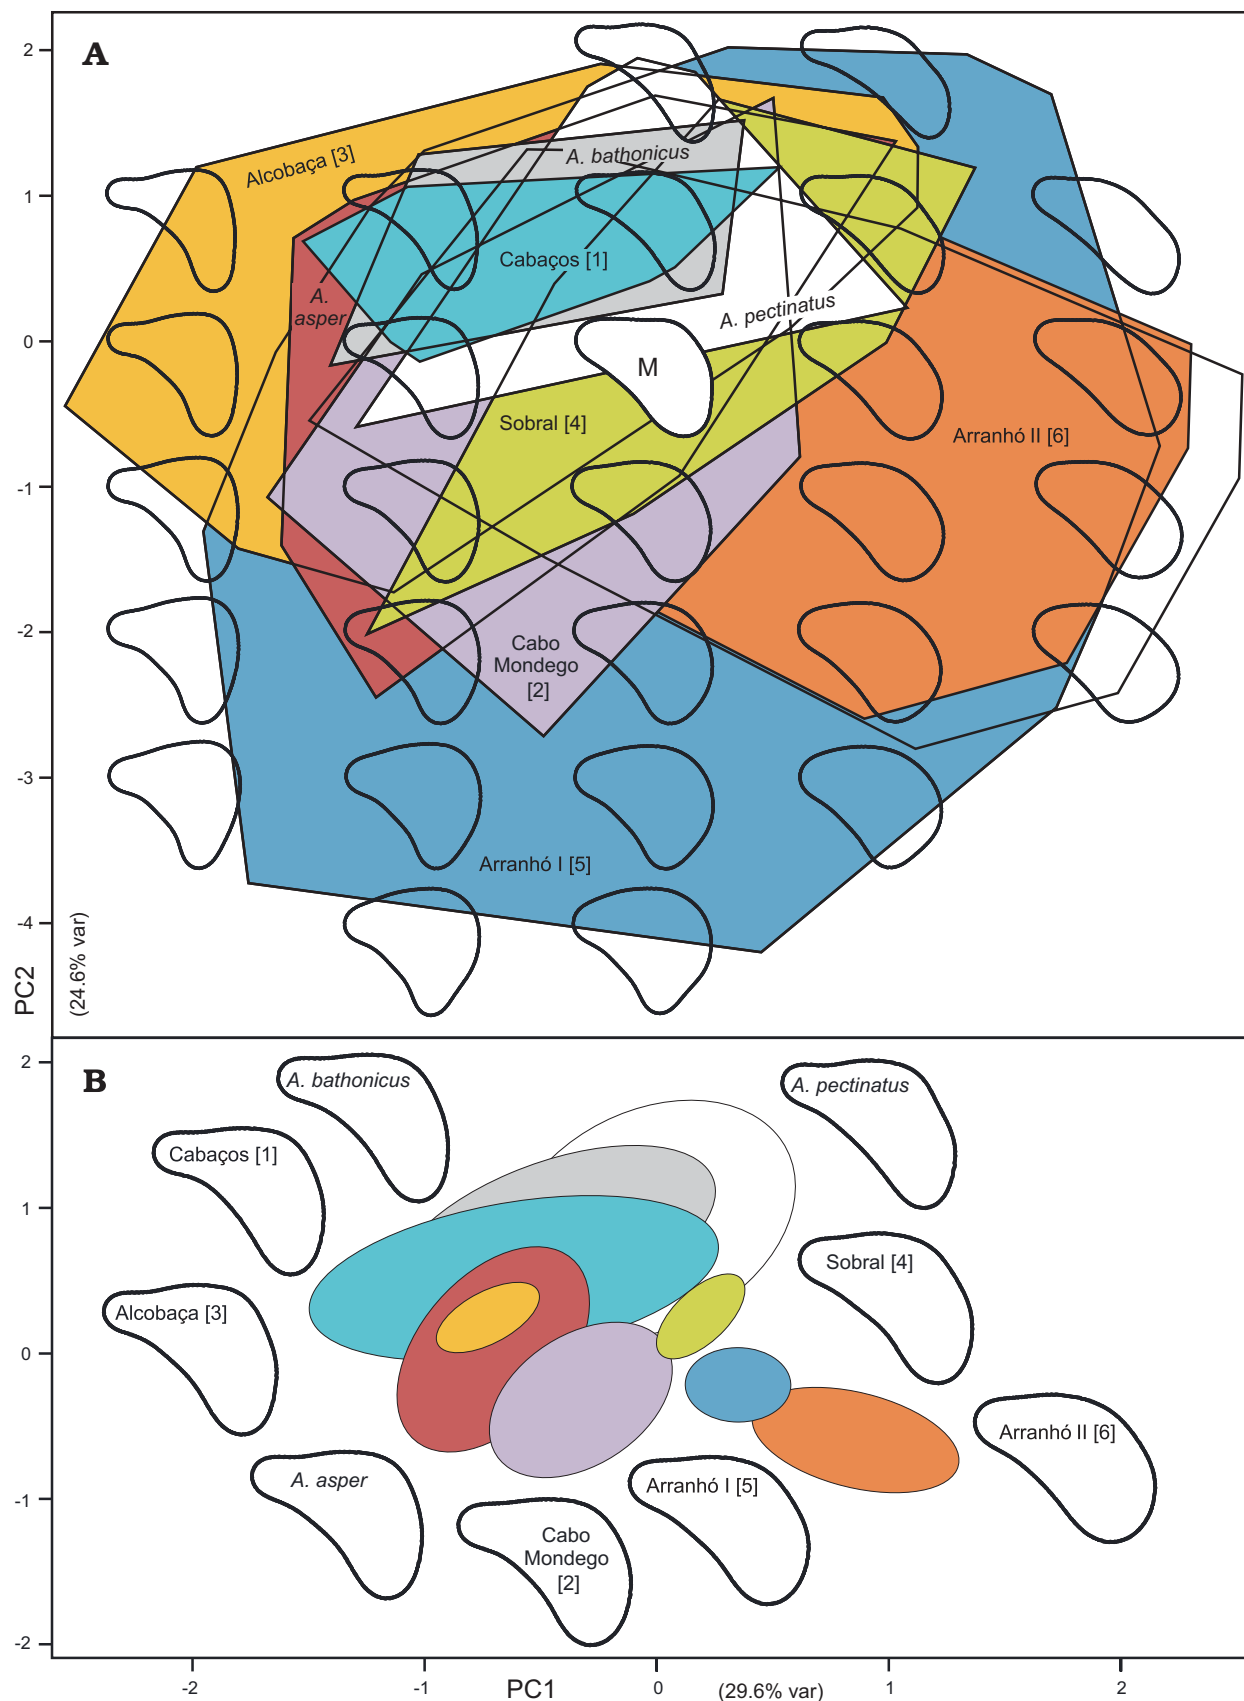 A
2
1
0
-1
-2
-3
-4
PC2
(24.6% var)
Alcobaça [3]
A. bathonicus
Cabaços [1]
A.
asper
A. pectinatus
M
Sobral [4]
Arranhó II [6]
Cabo
Mondego
[2]
Arranhó I [5]
B
2
1
0
-1
-2
A. bathonicus
A. pectinatus
Cabaços [1]
Sobral [4]
Alcobaça [3]
Arranhó II [6]
A. asper
Arranhó I [5]
Cabo
Mondego
[2]
-2
-1
PC1
0
(29.6% var)
1
2